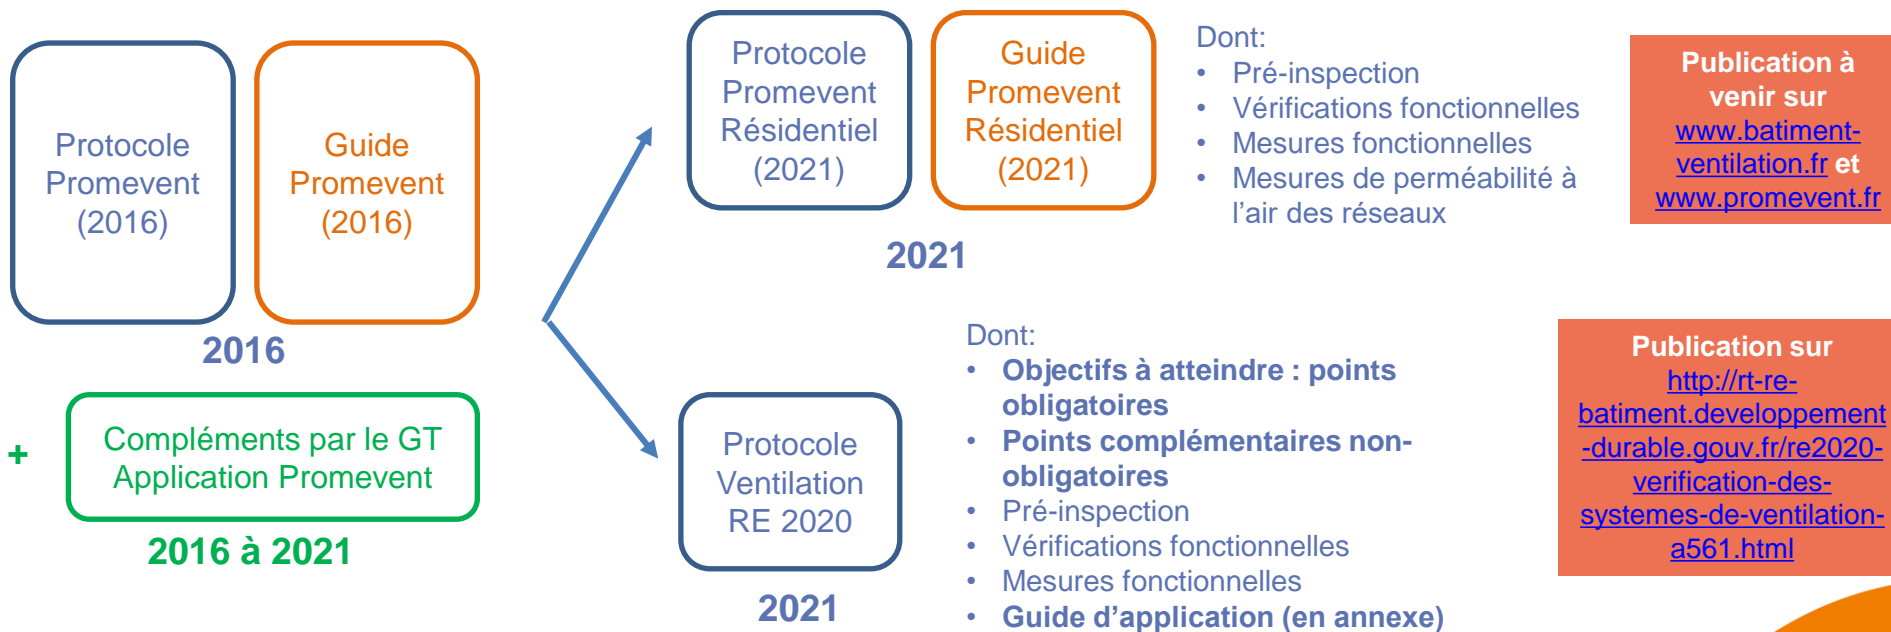 Protocole
Promevent
(2016)
Guide
Promevent
(2016)
2016
+
Compléments par le GT
Application Promevent
2016 à 2021
Protocole
Promevent
Résidentiel
(2021)
Guide
Promevent
Résidentiel
(2021)
2021
Dont:
• Pré-inspection
• Vérifications fonctionnelles
• Mesures fonctionnelles
• Mesures de perméabilité à
l’air des réseaux
Publication à
venir sur
www.batiment-
ventilation.fr et
www.promevent.fr
Protocole
Ventilation
RE 2020
2021
Dont:
• Objectifs à atteindre : points
obligatoires
• Points complémentaires non-
obligatoires
• Pré-inspection
• Vérifications fonctionnelles
• Mesures fonctionnelles
• Guide d’application (en annexe)
Publication sur
http://rt-re-
batiment.developpement
-durable.gouv.fr/re2020-
verification-des-
systemes-de-ventilation-
a561.html